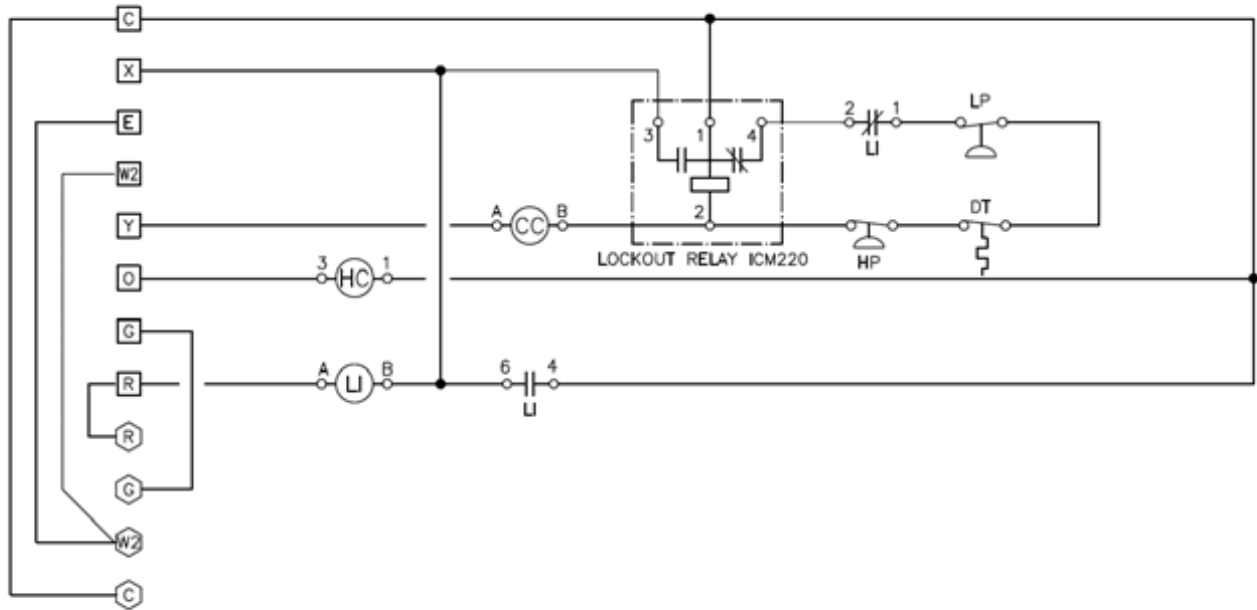 C
X
E
W2
Y
O
G
R
R
G
W2
C
3 1 4
2 1
LP
LI
A CC B
2
DT
LOCKOUT RELAY ICM220
HP
3 HC 1
A LI B
6 4
LI